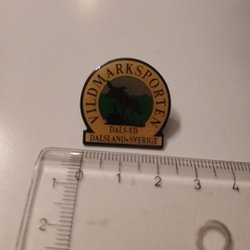 VILDMARKSPORTEN
DALS-ED
DALSLAND•SVERIGE
0 1 2 3 4
1
2